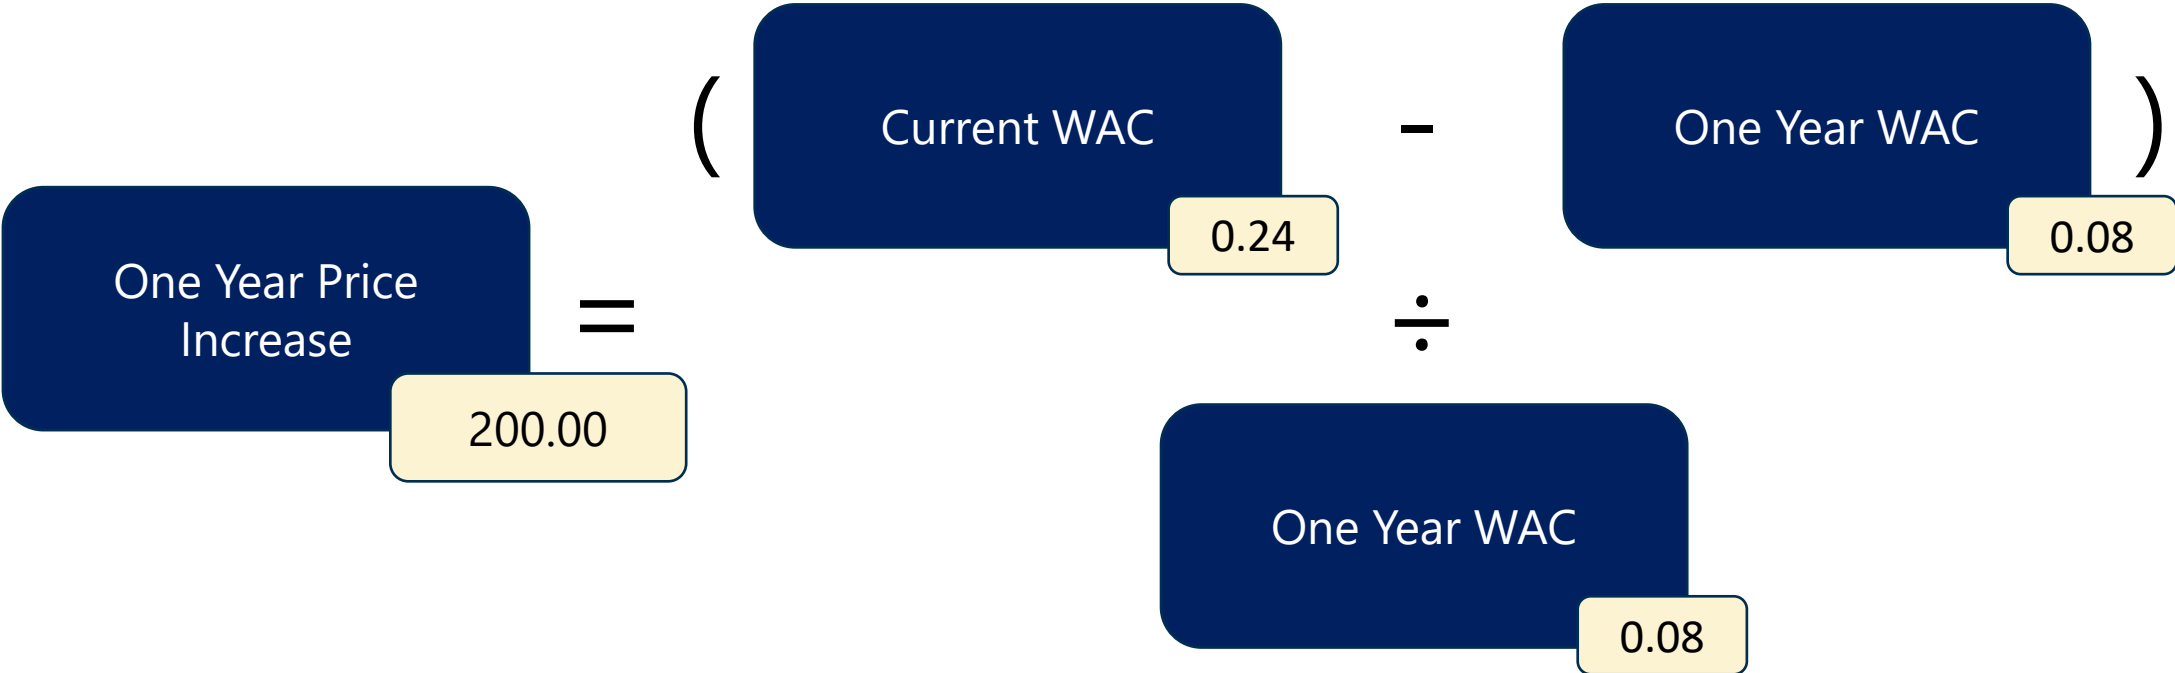 ( Current WAC - One Year WAC )
0.24
0.08
One Year Price
Increase
=
÷
200.00
One Year WAC
0.08